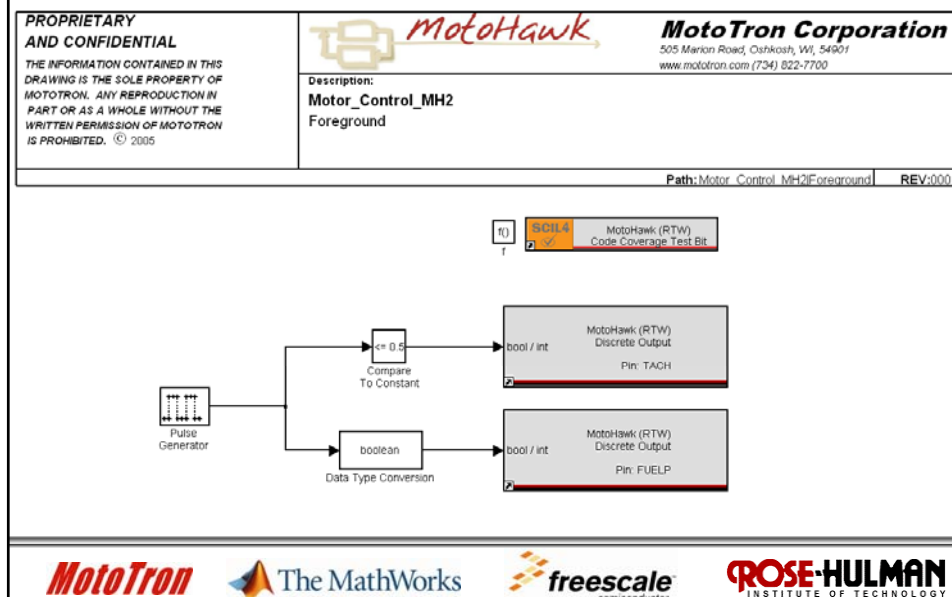 PROPRIETARY
AND CONFIDENTIAL
THE INFORMATION CONTAINED IN THIS
DRAWING IS THE SOLE PROPERTY OF
MOTOTRON. ANY REPRODUCTION IN
PART OR AS A WHOLE WITHOUT THE
WRITTEN PERMISSION OF MOTOTRON
IS PROHIBITED. © 2005
MotoHawk
MotoTron Corporation
505 Marion Road, Oshkosh, WI, 54901
www.mototron.com (734) 822-7700
Description:
Motor_Control_MH2
Foreground
Path: Motor_Control_MH2|Foreground REV:000
f()
f
SCIL4
MotoHawk (RTW)
Code Coverage Test Bit
<= 0.5
Compare
To Constant
bool / int
MotoHawk (RTW)
Discrete Output
Pin: TACH
Pulse
Generator
boolean
Data Type Conversion
bool / int
MotoHawk (RTW)
Discrete Output
Pin: FUELP
MotoTron
The MathWorks
freescale
semiconductor
ROSE-HULMAN
INSTITUTE OF TECHNOLOGY